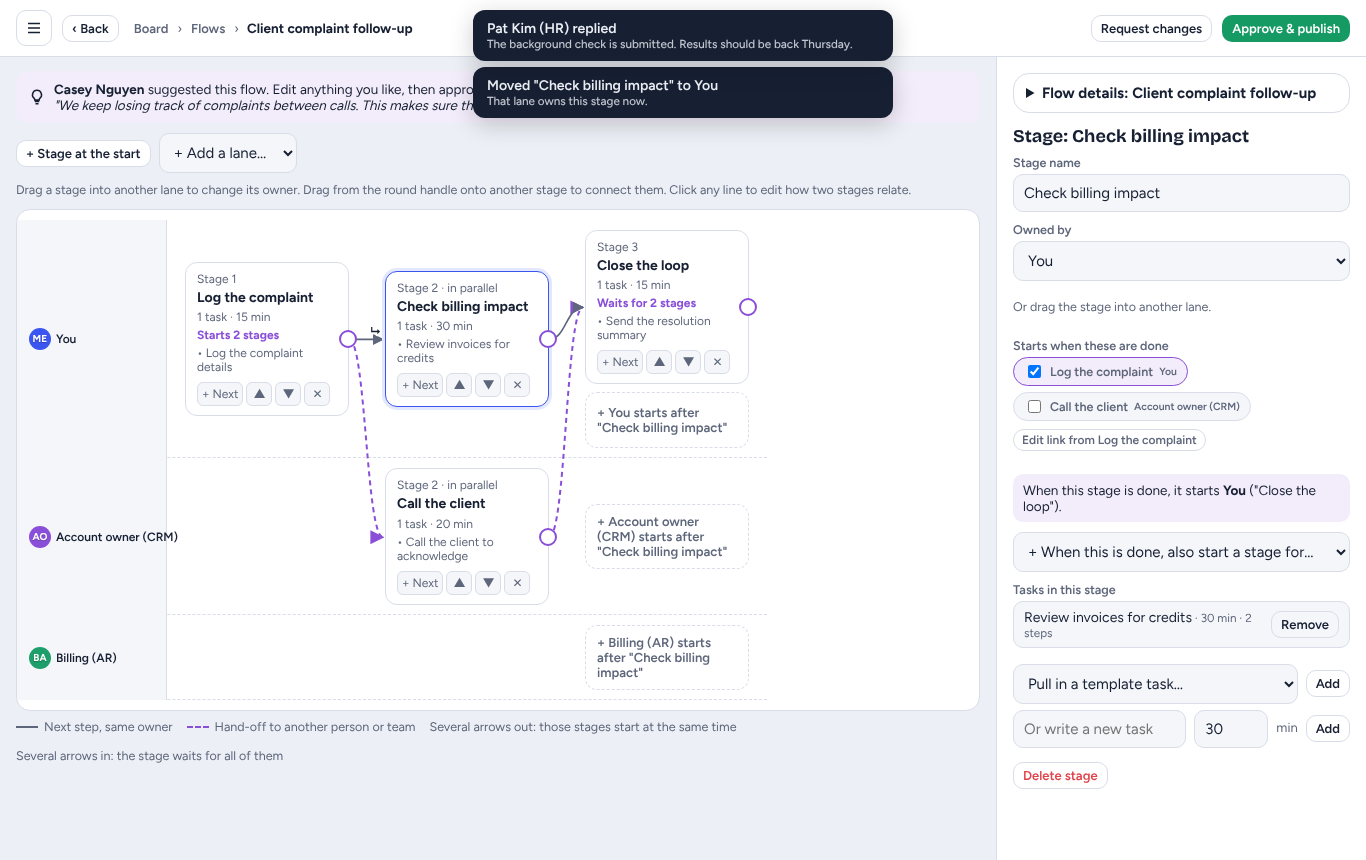 ☰
‹ Back
Board › Flows › Client complaint follow-up
Pat Kim (HR) replied
The background check is submitted. Results should be back Thursday.
Moved "Check billing impact" to You
That lane owns this stage now.
Request changes
Approve & publish
Casey Nguyen suggested this flow. Edit anything you like, then appro
"We keep losing track of complaints between calls. This makes sure th
+ Stage at the start
+ Add a lane...
Drag a stage into another lane to change its owner. Drag from the round handle onto another stage to connect them. Click any line to edit how two stages relate.
ME You
Stage 1
Log the complaint
1 task · 15 min
Starts 2 stages
• Log the complaint
details
+ Next ▲ ▼ ✕
Stage 2 · in parallel
Check billing impact
1 task · 30 min
• Review invoices for
credits
+ Next ▲ ▼ ✕
Stage 3
Close the loop
1 task · 15 min
Waits for 2 stages
• Send the resolution
summary
+ Next ▲ ▼ ✕
+ You starts after
"Check billing impact"
AO Account owner (CRM)
Stage 2 · in parallel
Call the client
1 task · 20 min
• Call the client to
acknowledge
+ Next ▲ ▼ ✕
+ Account owner
(CRM) starts after
"Check billing impact"
BA Billing (AR)
+ Billing (AR) starts
after "Check billing
impact"
Next step, same owner
Hand-off to another person or team
Several arrows out: those stages start at the same time
Several arrows in: the stage waits for all of them
▶ Flow details: Client complaint follow-up
Stage: Check billing impact
Stage name
Check billing impact
Owned by
You
Or drag the stage into another lane.
Starts when these are done
Log the complaint You
Call the client Account owner (CRM)
Edit link from Log the complaint
When this stage is done, it starts You ("Close the
loop").
+ When this is done, also start a stage for...
Tasks in this stage
Review invoices for credits · 30 min · 2
steps
Remove
Pull in a template task...
Add
Or write a new task
30
min
Add
Delete stage